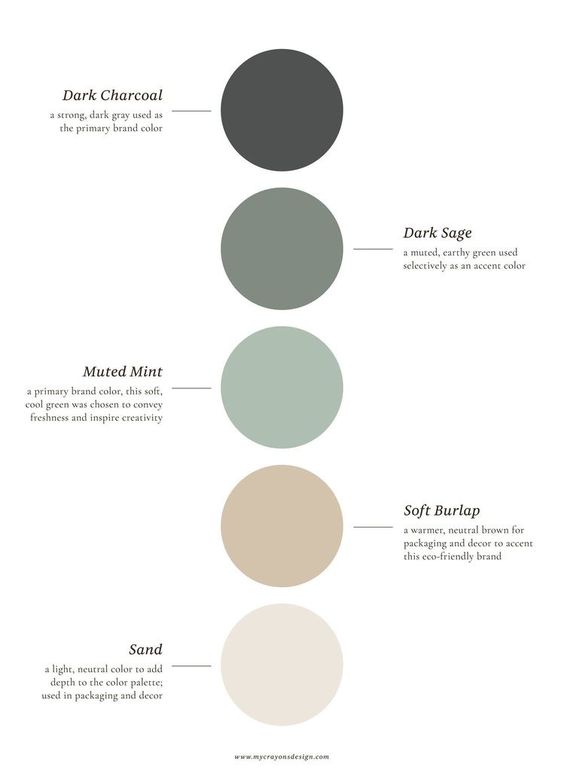 Dark Charcoal
a strong, dark gray used as
the primary brand color
Dark Sage
a muted, earthy green used
selectively as an accent color
Muted Mint
a primary brand color, this soft,
cool green was chosen to convey
freshness and inspire creativity
Soft Burlap
a warmer, neutral brown for
packaging and decor to accent
this eco-friendly brand
Sand
a light, neutral color to add
depth to the color palette;
used in packaging and decor
www.mycrayonsdesign.com